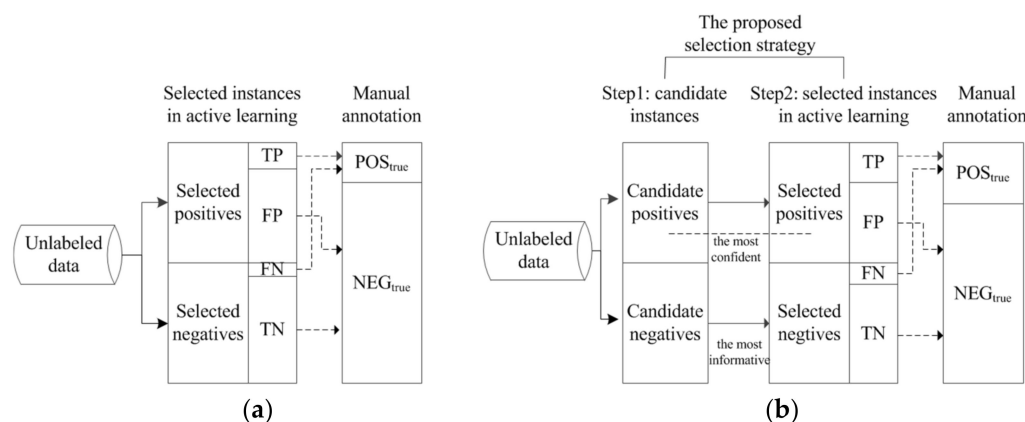 Selected instances
in active learning
Manual
annotation
Unlabeled
data
Selected
positives
Selected
negatives
TP
FP
FN
TN
POStrue
NEGtrue
(a)
The proposed
selection strategy
Step1: candidate
instances
Step2: selected instances
in active learning
Manual
annotation
Unlabeled
data
Candidate
positives
Candidate
negatives
the most
confident
the most
informative
Selected
positives
Selected
negtives
TP
FP
FN
TN
POStrue
NEGtrue
(b)